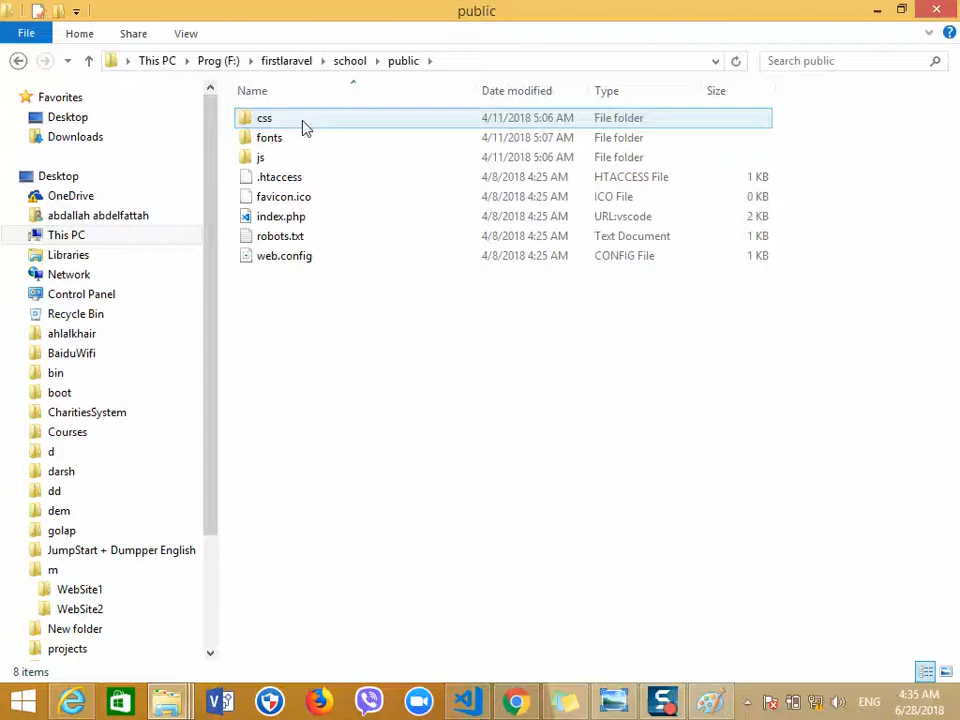 public
File Home Share View
This PC Prog (F:) firstlaravel school public Search public
Name Date modified Type Size
Favorites
Desktop
Downloads
Desktop
OneDrive
abdallah abdelfattah
This PC
Libraries
Network
Control Panel
Recycle Bin
ahlalkhair
BaiduWifi
bin
boot
CharitiesSystem
Courses
d
darsh
dd
dem
golap
JumpStart + Dumpper English
m
WebSite1
WebSite2
New folder
projects
css 4/11/2018 5:06 AM File folder
fonts 4/11/2018 5:07 AM File folder
js 4/11/2018 5:06 AM File folder
.htaccess 4/8/2018 4:25 AM HTACCESS File 1 KB
favicon.ico 4/8/2018 4:25 AM ICO File 0 KB
index.php 4/8/2018 4:25 AM URL:vscode 2 KB
robots.txt 4/8/2018 4:25 AM Text Document 1 KB
web.config 4/8/2018 4:25 AM CONFIG File 1 KB
8 items
ENG 4:35 AM
6/28/2018